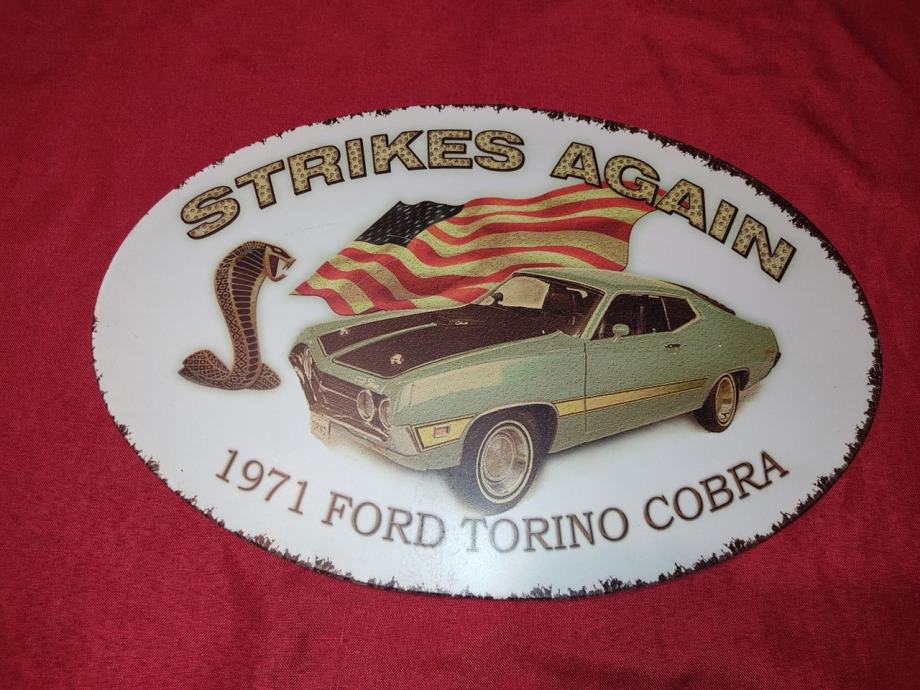 STRIKES AGAIN
1971 FORD TORINO COBRA